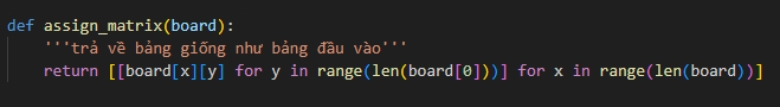 def assign_matrix(board):
    '''trả về bảng giống như bảng đầu vào'''
    return [[board[x][y] for y in range(len(board[0]))] for x in range(len(board))]